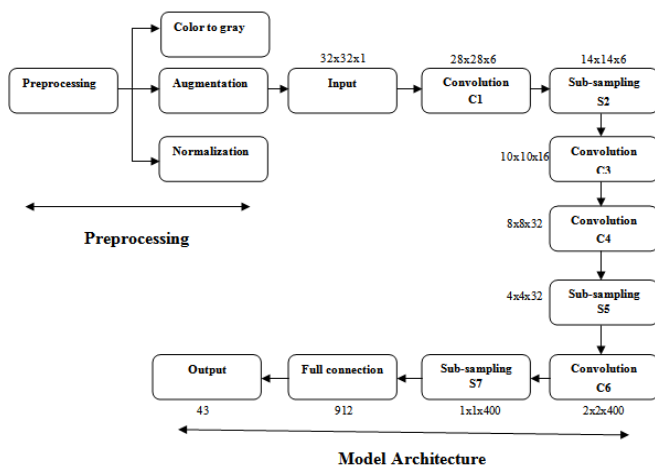 Color to gray
32x32x1
28x28x6
14x14x6
Preprocessing
Augmentation
Input
Convolution
C1
Sub-sampling
S2
Normalization
10x10x16
Convolution
C3
Preprocessing
8x8x32
Convolution
C4
4x4x32
Sub-sampling
S5
Output
Full connection
Sub-sampling
S7
Convolution
C6
43
912
1x1x400
2x2x400
Model Architecture